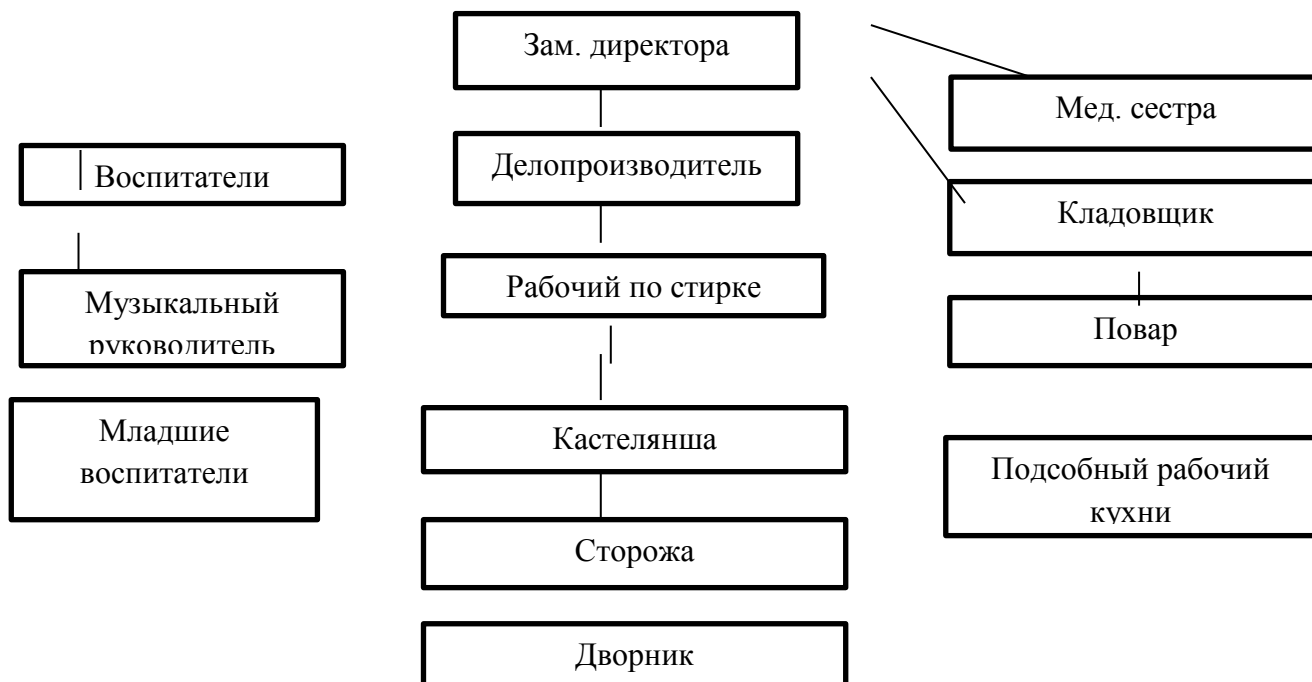 Зам. директора
Мед. сестра
Воспитатели
Делопроизводитель
Кладовщик
Музыкальный
руководитель
Рабочий по стирке
Повар
Младшие
воспитатели
Кастелянша
Подсобный рабочий
кухни
Сторожа
Дворник